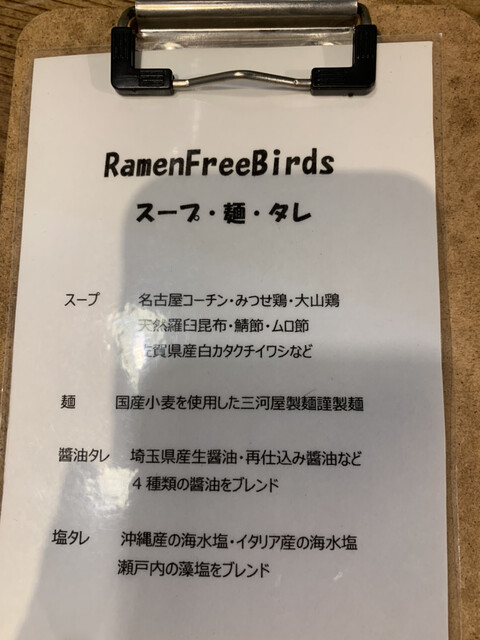 RamenFreeBirds
スープ・麺・タレ
スープ 名古屋コーチン・みつせ鶏・大山鶏
天然羅臼昆布・鯖節・ムロ節
佐賀県産白カタクチイワシなど
麺 国産小麦を使用した三河屋製麺謹製麺
醤油タレ 埼玉県産生醤油・再仕込み醤油など
4種類の醤油をブレンド
塩タレ 沖縄産の海水塩・イタリア産の海水塩
瀬戸内の藻塩をブレンド